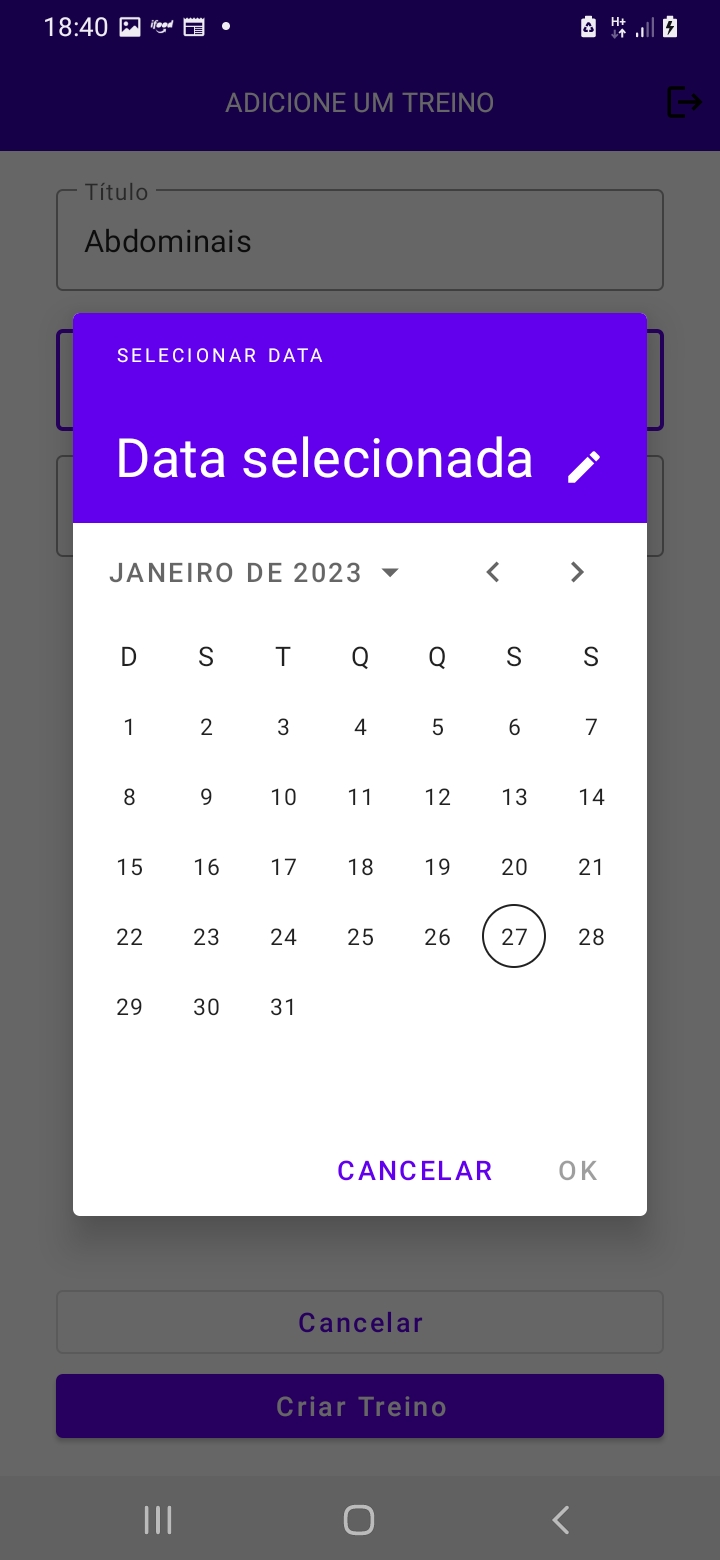 18:40 ifood H+
ADICIONE UM TREINO
Título
Abdominais
SELECIONAR DATA
Data selecionada
JANEIRO DE 2023
D S T Q Q S S
1 2 3 4 5 6 7
8 9 10 11 12 13 14
15 16 17 18 19 20 21
22 23 24 25 26 27 28
29 30 31
CANCELAR OK
Cancelar
Criar Treino